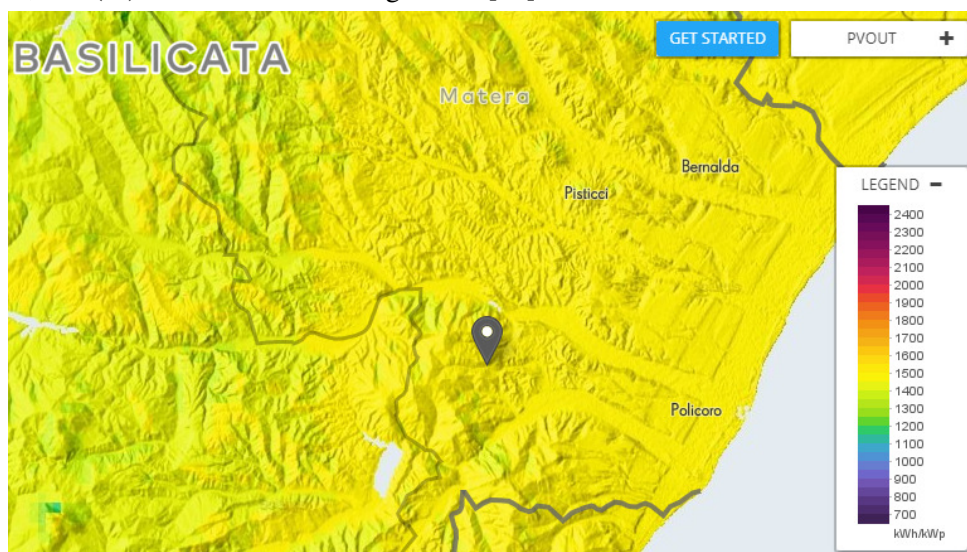 GET STARTED
PVOUT +
BASILICATA
Matera
Bernalda
Pisticci
LEGEND −
2400
2300
2200
2100
2000
1900
1800
1700
1600
1500
1400
1300
1200
1100
1000
900
800
700
kWh/kWp
Policoro